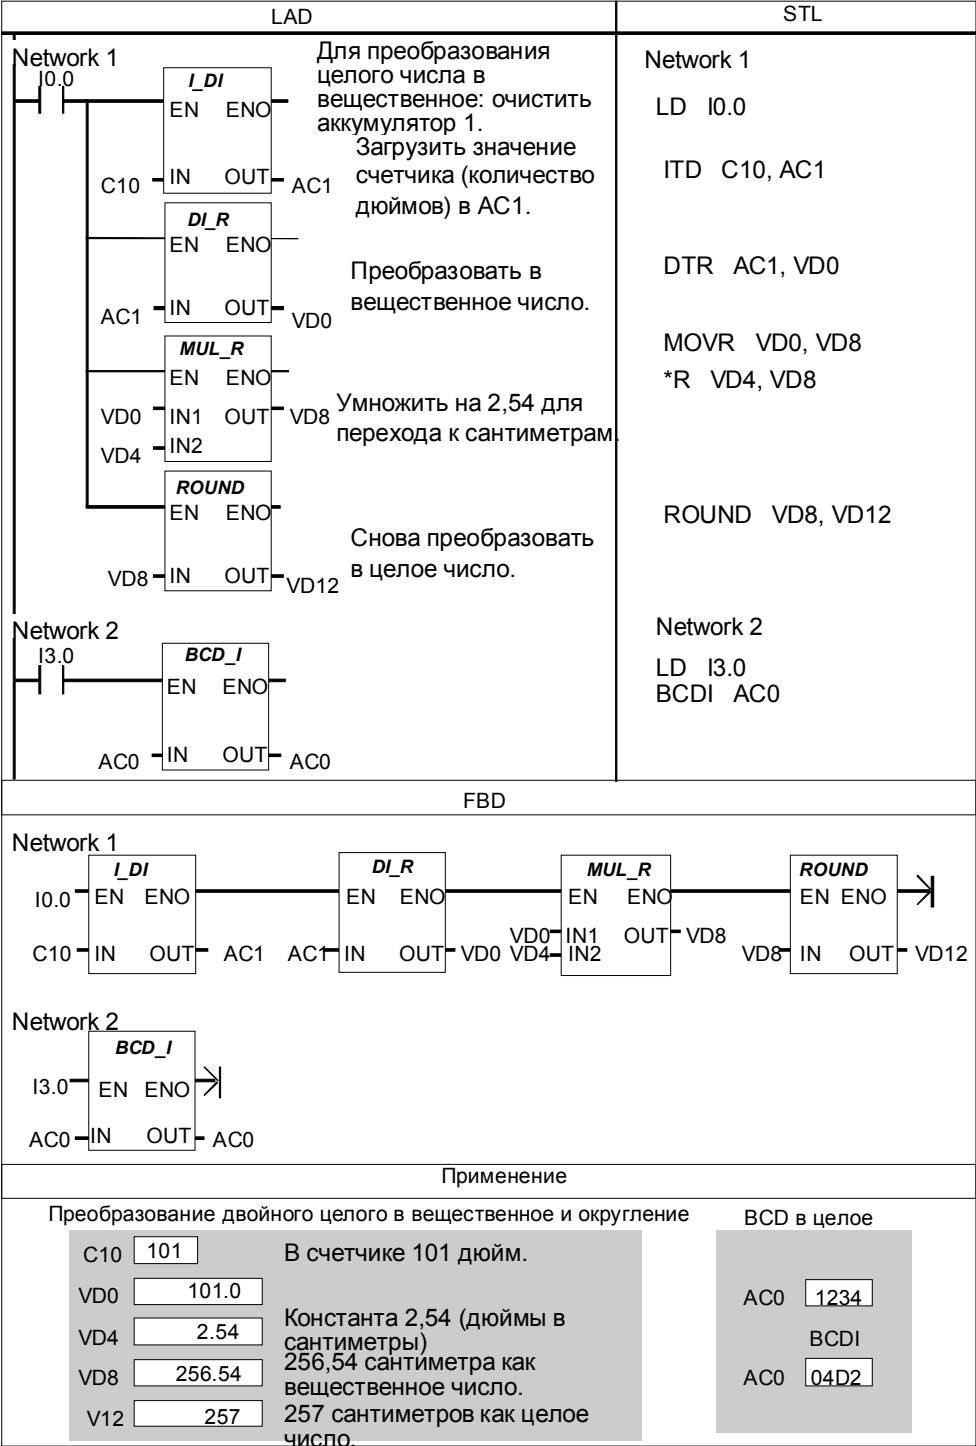 LAD
STL
Network 1
I0.0
I_DI
EN ENO
C10 IN OUT AC1
Для преобразования
целого числа в
вещественное: очистить
аккумулятор 1.
Загрузить значение
счетчика (количество
дюймов) в AC1.
DI_R
EN ENO
AC1 IN OUT VD0
Преобразовать в
вещественное число.
MUL_R
EN ENO
VD0 IN1 OUT VD8
VD4 IN2
Умножить на 2,54 для
перехода к сантиметрам.
ROUND
EN ENO
VD8 IN OUT VD12
Снова преобразовать
в целое число.
Network 2
I3.0
BCD_I
EN ENO
AC0 IN OUT AC0
Network 1
LD I0.0
ITD C10, AC1
DTR AC1, VD0
MOVR VD0, VD8
*R VD4, VD8
ROUND VD8, VD12
Network 2
LD I3.0
BCDI AC0
FBD
Network 1
I_DI
I0.0 EN ENO
C10 IN OUT AC1
DI_R
EN ENO
AC1 IN OUT VD0
MUL_R
EN ENO
VD0 IN1 OUT VD8
VD4 IN2
ROUND
EN ENO
VD8 IN OUT VD12
Network 2
BCD_I
I3.0 EN ENO
AC0 IN OUT AC0
Применение
Преобразование двойного целого в вещественное и округление
C10 101 В счетчике 101 дюйм.
VD0 101.0
VD4 2.54 Константа 2,54 (дюймы в
сантиметры)
VD8 256.54 256,54 сантиметра как
вещественное число.
V12 257 257 сантиметров как целое
число.
BCD в целое
AC0 1234
BCDI
AC0 04D2